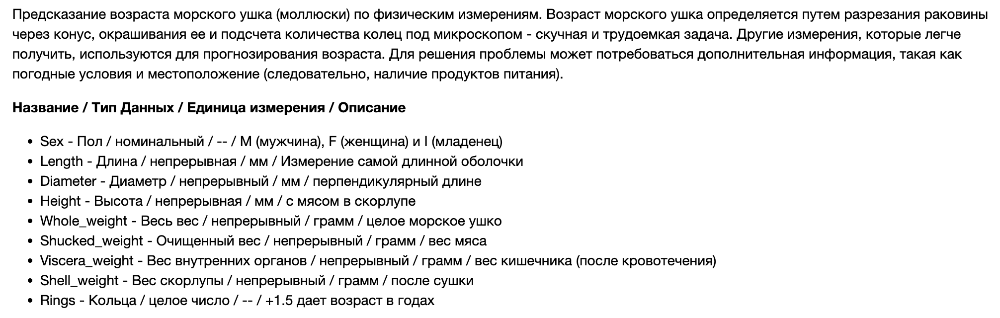 Предсказание возраста морского ушка (моллюски) по физическим измерениям. Возраст морского ушка определяется путем разрезания раковины
через конус, окрашивания ее и подсчета количества колец под микроскопом - скучная и трудоемкая задача. Другие измерения, которые легче
получить, используются для прогнозирования возраста. Для решения проблемы может потребоваться дополнительная информация, такая как
погодные условия и местоположение (следовательно, наличие продуктов питания).
Название / Тип Данных / Единица измерения / Описание
• Sex - Пол / номинальный / -- / M (мужчина), F (женщина) и I (младенец)
• Length - Длина / непрерывная / мм / Измерение самой длинной оболочки
• Diameter - Диаметр / непрерывный / мм / перпендикулярный длине
• Height - Высота / непрерывная / мм / с мясом в скорлупе
• Whole_weight - Весь вес / непрерывный / грамм / целое морское ушко
• Shucked_weight - Очищенный вес / непрерывный / грамм / вес мяса
• Viscera_weight - Вес внутренних органов / непрерывный / грамм / вес кишечника (после кровотечения)
• Shell_weight - Вес скорлупы / непрерывный / грамм / после сушки
• Rings - Кольца / целое число / -- / +1.5 дает возраст в годах